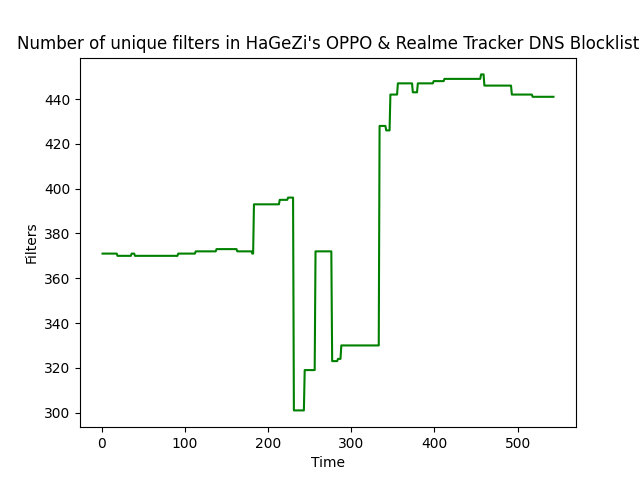 Number of unique filters in HaGeZi's OPPO & Realme Tracker DNS Blocklist
440
420
400
380
360
340
320
300
Filters
0 100 200 300 400 500
Time